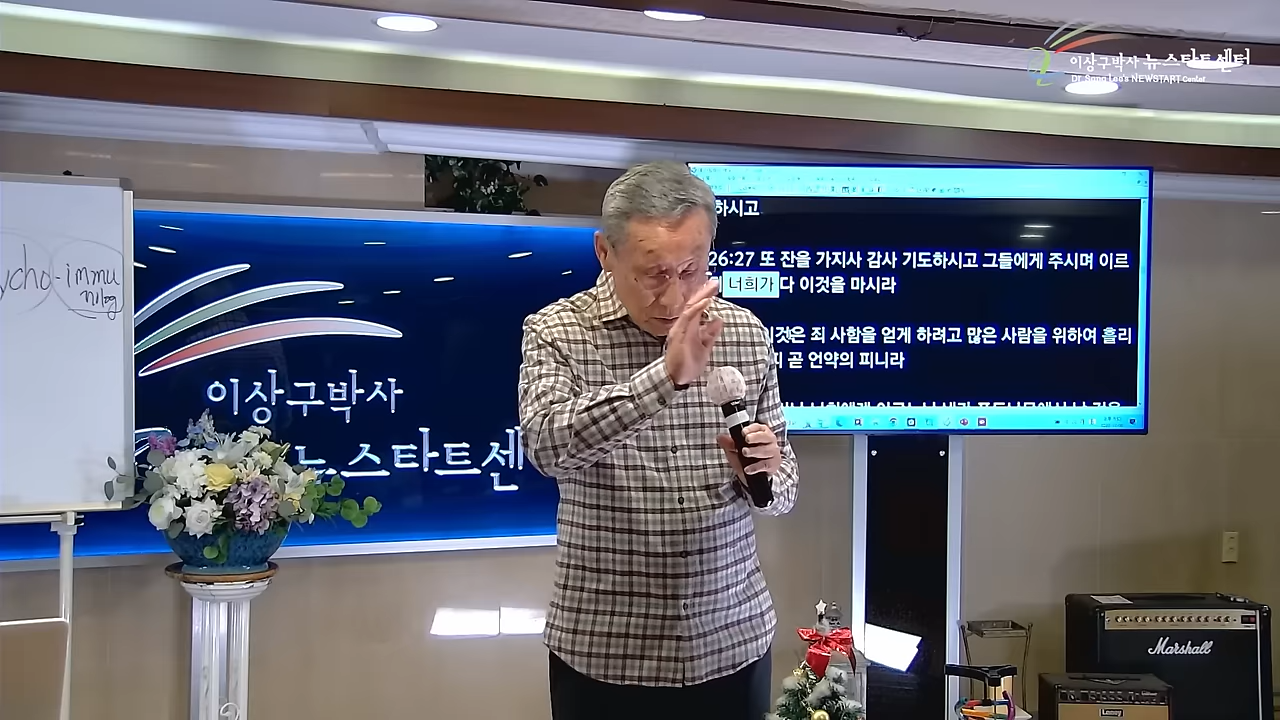 이상구박사 뉴스타트센터
Dr. Sang Lee's NEWSTART Center
ycho-immu
nilog
이상구박사
뉴스타트센
하시고
26:27 또 잔을 가지사 감사 기도하시고 그들에게 주시며 이르
너희가 다 이것을 마시라
이것은 죄 사함을 얻게 하려고 많은 사람을 위하여 흘리
곧 언약의 피니라
Marshall
Laney